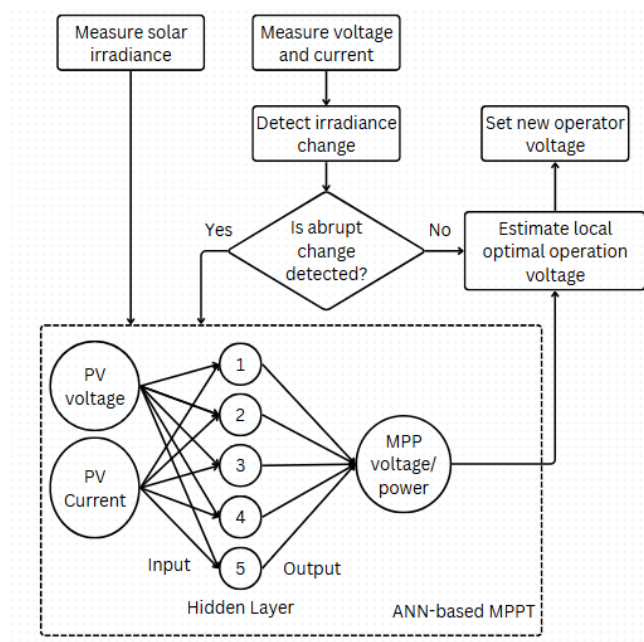 Measure solar
irradiance
Measure voltage
and current
Detect irradiance
change
Set new operator
voltage
Yes
Is abrupt
change
detected?
No
Estimate local
optimal operation
voltage
PV
voltage
PV
Current
1
2
3
4
5
MPP
voltage/
power
Input
Output
Hidden Layer
ANN-based MPPT